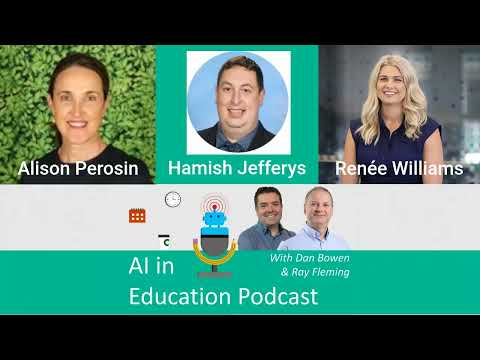 Alison Perosin
Hamish Jefferys
Renée Williams
With Dan Bowen
& Ray Fleming
AI in
Education Podcast